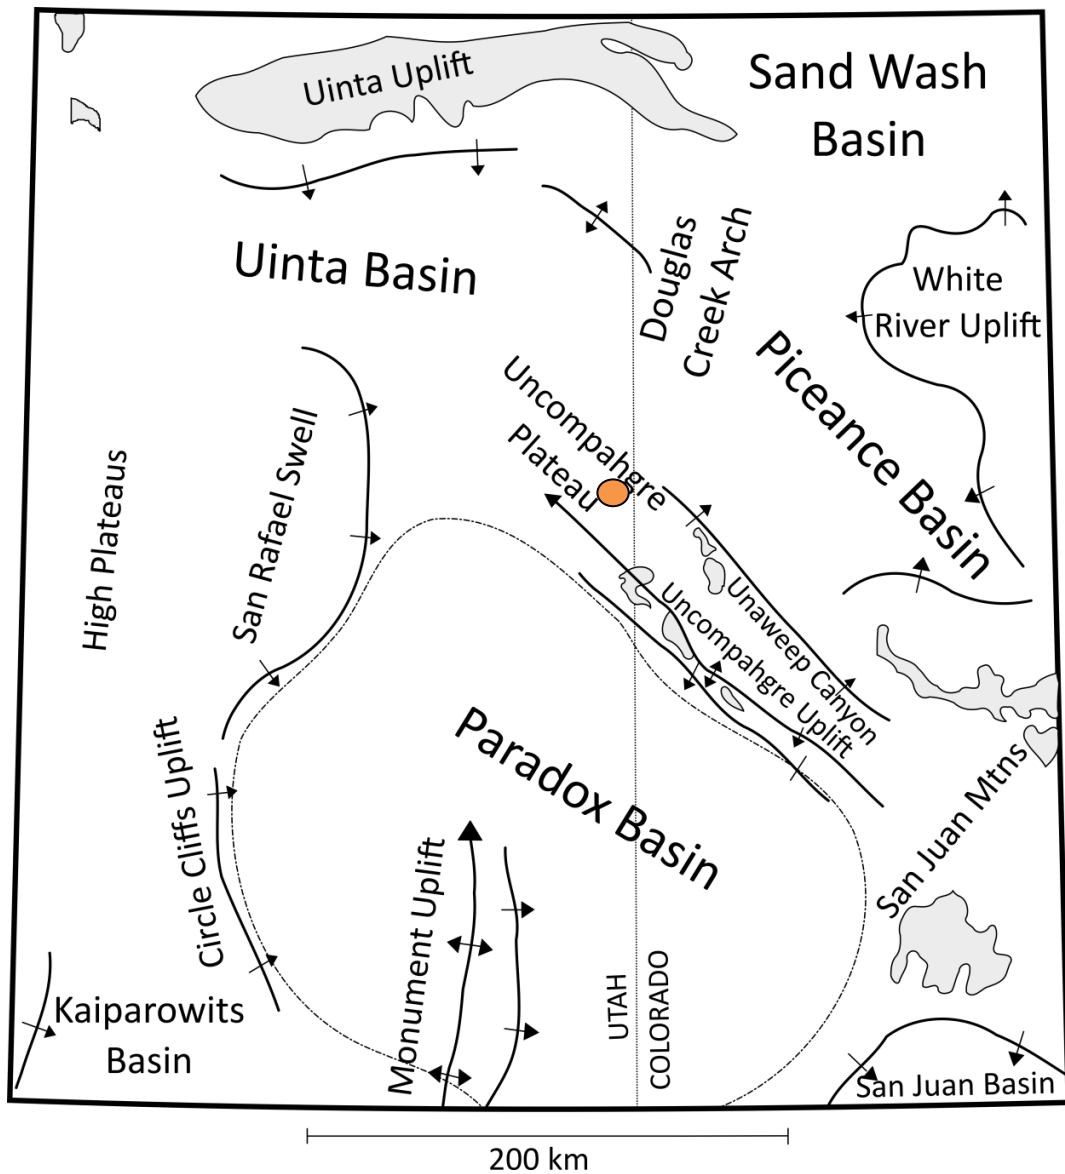 Uinta Uplift
Sand Wash
Basin
Uinta Basin
Douglas
Creek Arch
White
River Uplift
Piceance Basin
Uncompahgre
Plateau
San Rafael Swell
High Plateaus
Unaweep Canyon
Uncompahgre Uplift
Paradox Basin
Circle Cliffs Uplift
Monument Uplift
San Juan Mtns
Kaiparowits
Basin
UTAH
COLORADO
San Juan Basin
200 km